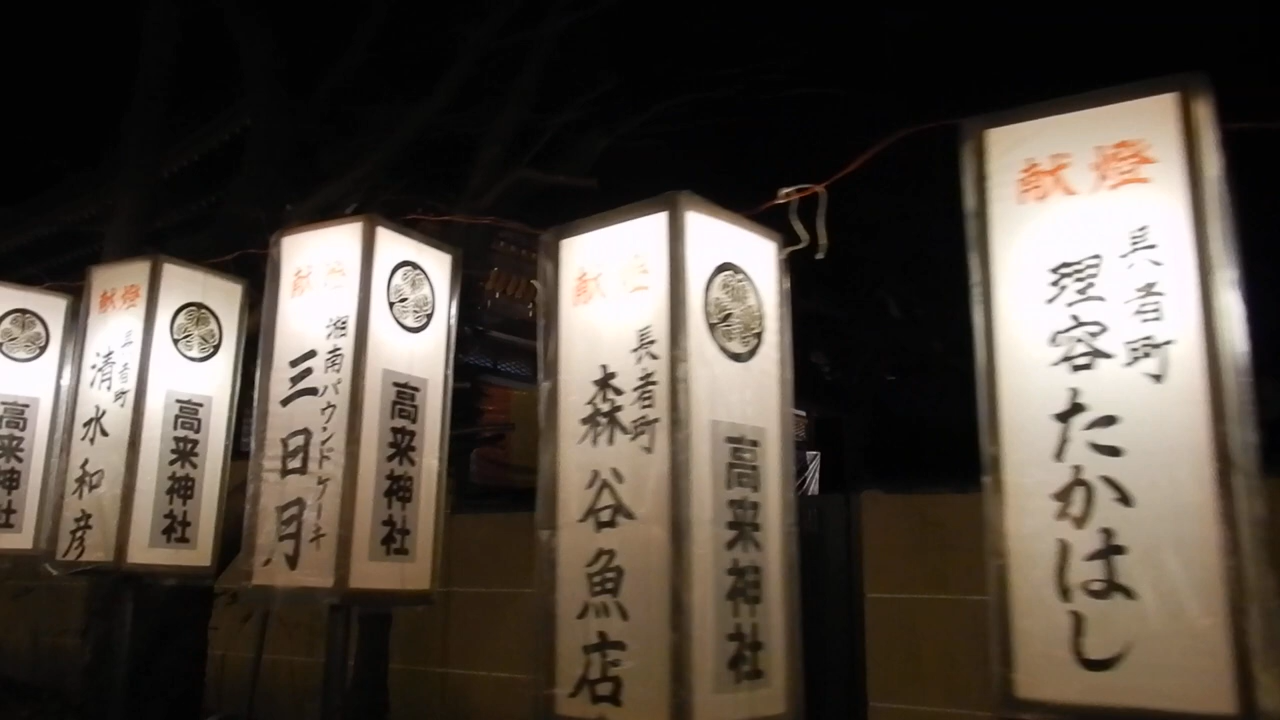 高来神社
献燈
長者町
清水和彦
高来神社
献燈
湘南パウンドケーキ
三日月
高来神社
献燈
長者町
森谷魚店
高来神社
献燈
長者町
理容たかはし